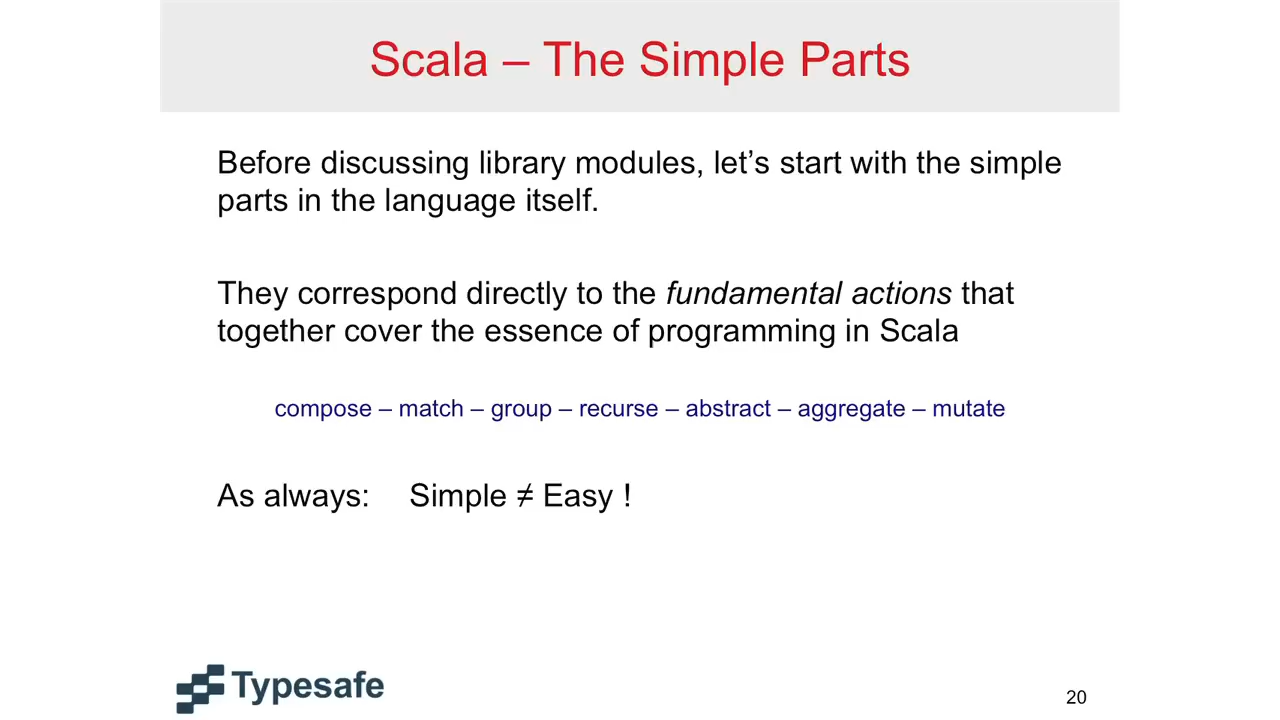 Scala – The Simple Parts
Before discussing library modules, let’s start with the simple
parts in the language itself.
They correspond directly to the fundamental actions that
together cover the essence of programming in Scala
compose – match – group – recurse – abstract – aggregate – mutate
As always: Simple ≠ Easy !
Typesafe
20